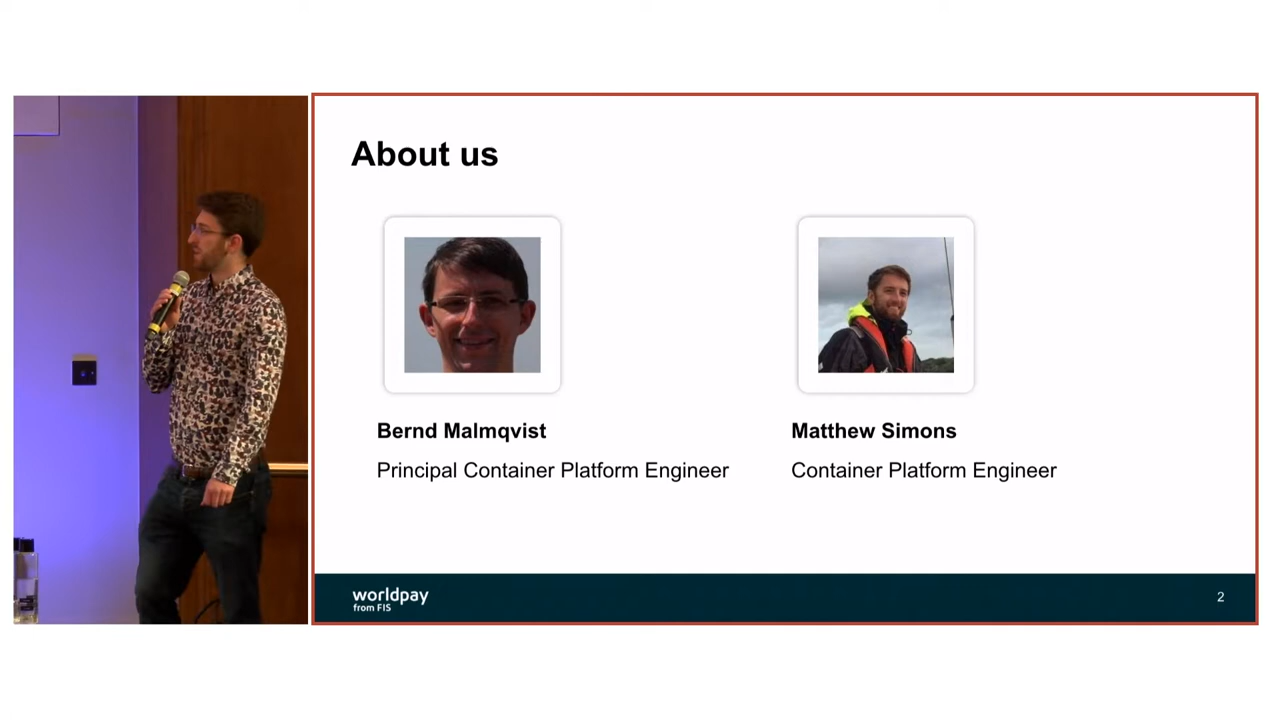 About us
Bernd Malmqvist
Principal Container Platform Engineer
Matthew Simons
Container Platform Engineer
worldpay
from FIS
2